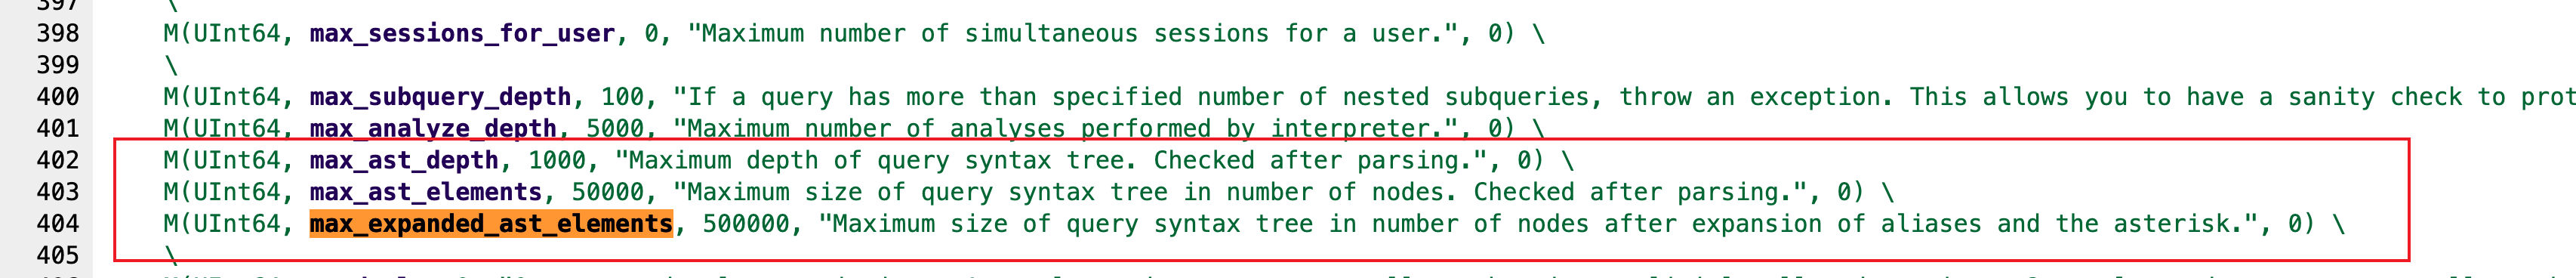 397 \
398 M(UInt64, max_sessions_for_user, 0, "Maximum number of simultaneous sessions for a user.", 0) \
399 \
400 M(UInt64, max_subquery_depth, 100, "If a query has more than specified number of nested subqueries, throw an exception. This allows you to have a sanity check to prot
401 M(UInt64, max_analyze_depth, 5000, "Maximum number of analyses performed by interpreter.", 0) \
402 M(UInt64, max_ast_depth, 1000, "Maximum depth of query syntax tree. Checked after parsing.", 0) \
403 M(UInt64, max_ast_elements, 50000, "Maximum size of query syntax tree in number of nodes. Checked after parsing.", 0) \
404 M(UInt64, max_expanded_ast_elements, 500000, "Maximum size of query syntax tree in number of nodes after expansion of aliases and the asterisk.", 0) \
405 \